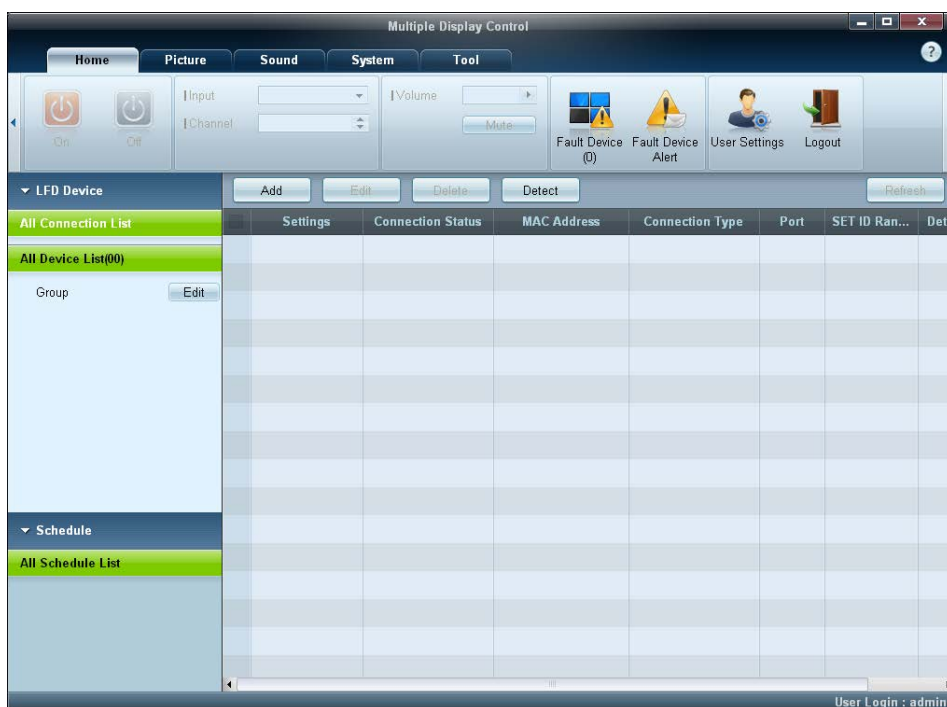 Multiple Display Control
Home Picture Sound System Tool
?
Input
Channel
On Off
Volume
Mute
Fault Device
(0)
Fault Device
Alert
User Settings
Logout
LFD Device
Add Edit Delete Detect Refresh
All Connection List
Settings Connection Status MAC Address Connection Type Port SET ID Ran... Det
All Device List(00)
Group Edit
Schedule
All Schedule List
User Login : admin